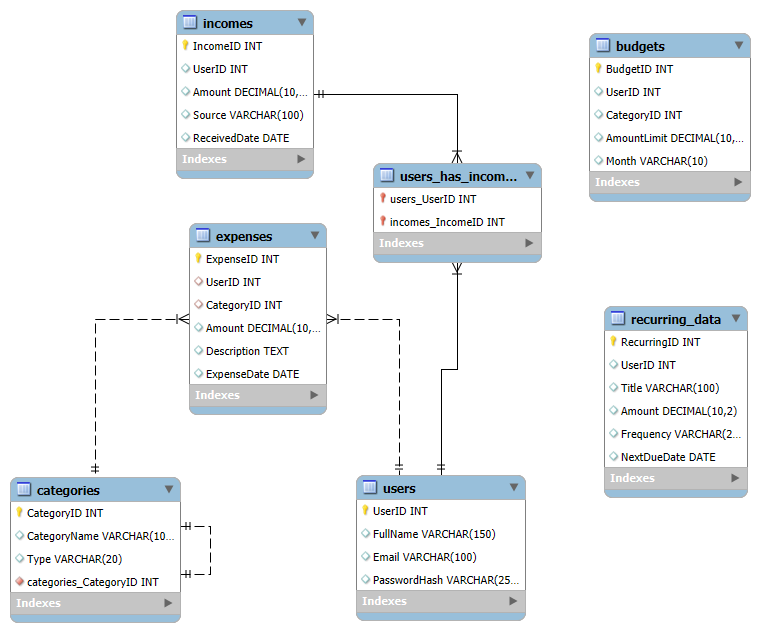 incomes
IncomeID INT
UserID INT
Amount DECIMAL(10,...
Source VARCHAR(100)
ReceivedDate DATE
Indexes
budgets
BudgetID INT
UserID INT
CategoryID INT
AmountLimit DECIMAL(10,...
Month VARCHAR(10)
Indexes
users_has_incom...
users_UserID INT
incomes_IncomeID INT
Indexes
expenses
ExpenseID INT
UserID INT
CategoryID INT
Amount DECIMAL(10,...
Description TEXT
ExpenseDate DATE
Indexes
recurring_data
RecurringID INT
UserID INT
Title VARCHAR(100)
Amount DECIMAL(10,2)
Frequency VARCHAR(2...
NextDueDate DATE
Indexes
categories
CategoryID INT
CategoryName VARCHAR(10...
Type VARCHAR(20)
categories_CategoryID INT
Indexes
users
UserID INT
FullName VARCHAR(150)
Email VARCHAR(100)
PasswordHash VARCHAR(25...
Indexes